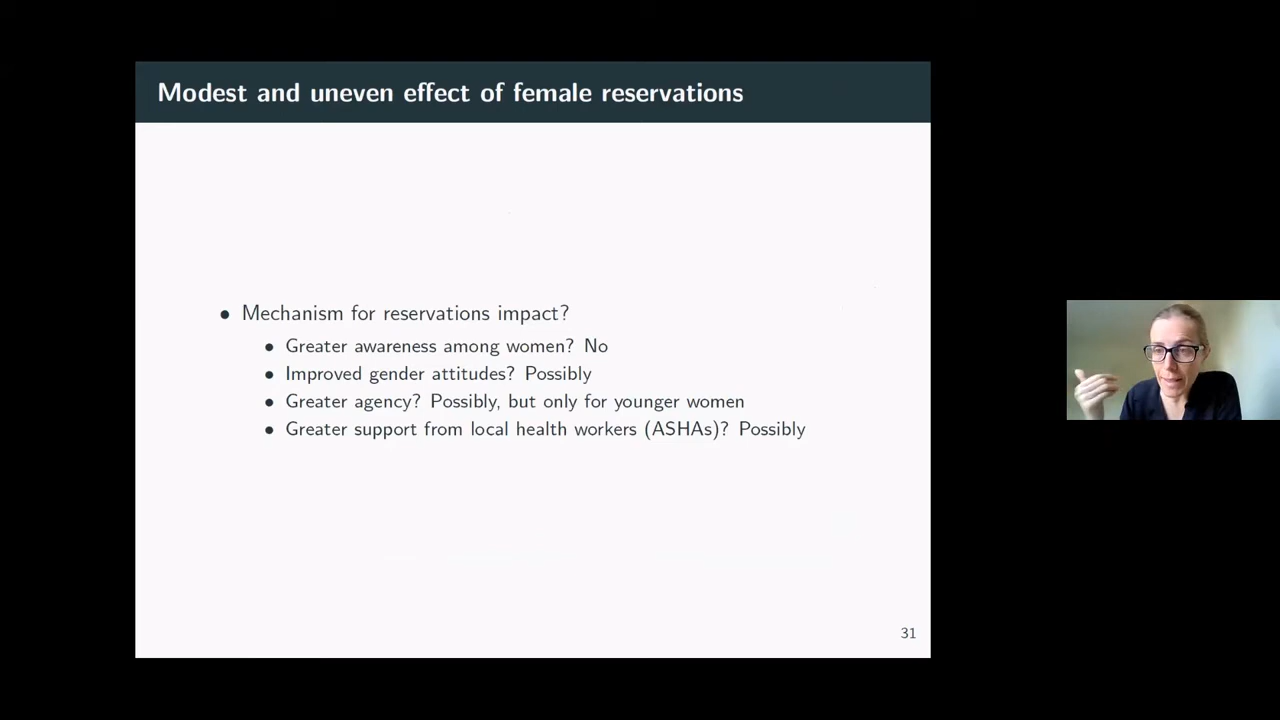 Modest and uneven effect of female reservations
• Mechanism for reservations impact?
• Greater awareness among women? No
• Improved gender attitudes? Possibly
• Greater agency? Possibly, but only for younger women
• Greater support from local health workers (ASHAs)? Possibly
31